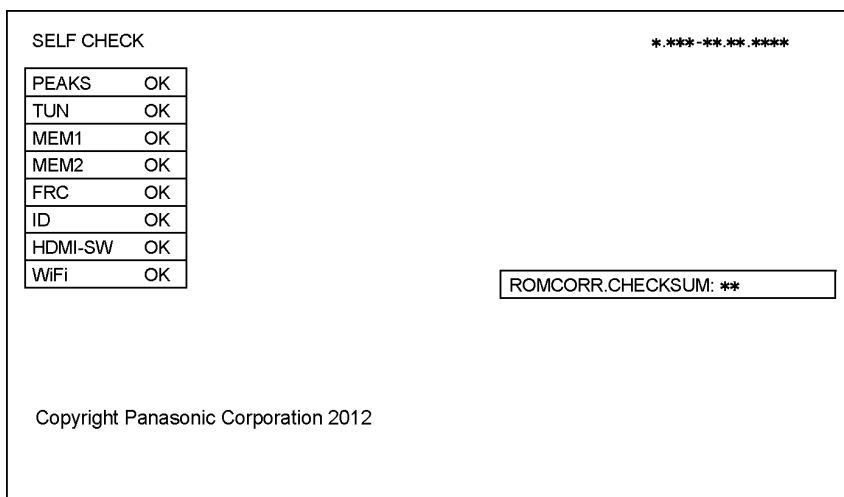 SELF CHECK *.***-**.**.****
PEAKS OK
TUN OK
MEM1 OK
MEM2 OK
FRC OK
ID OK
HDMI-SW OK
WiFi OK
ROMCORR.CHECKSUM: **
Copyright Panasonic Corporation 2012